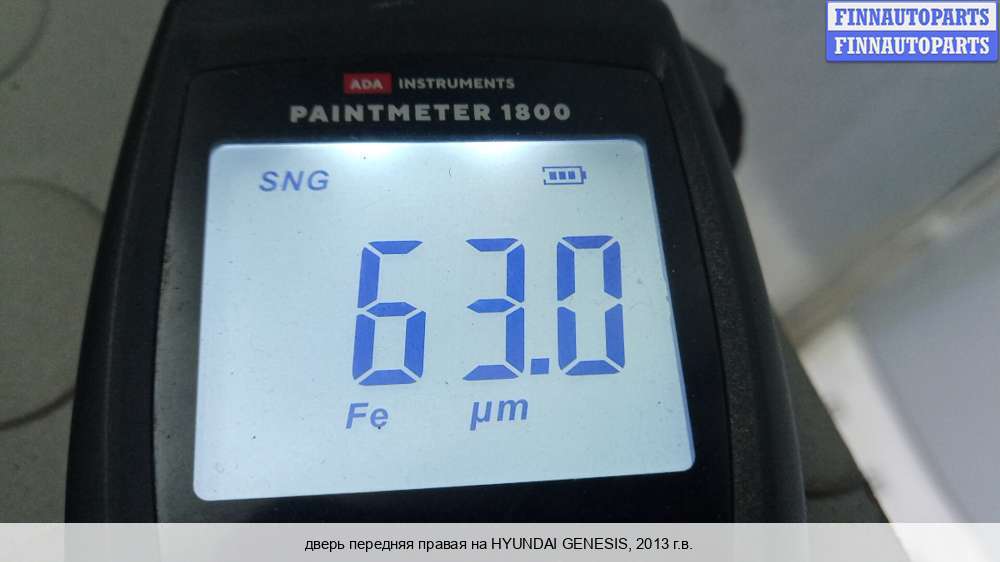 FINNAUTOPARTS
FINNAUTOPARTS
ADA INSTRUMENTS
PAINTMETER 1800
SNG
63.0
Fe µm
дверь передняя правая на HYUNDAI GENESIS, 2013 г.в.